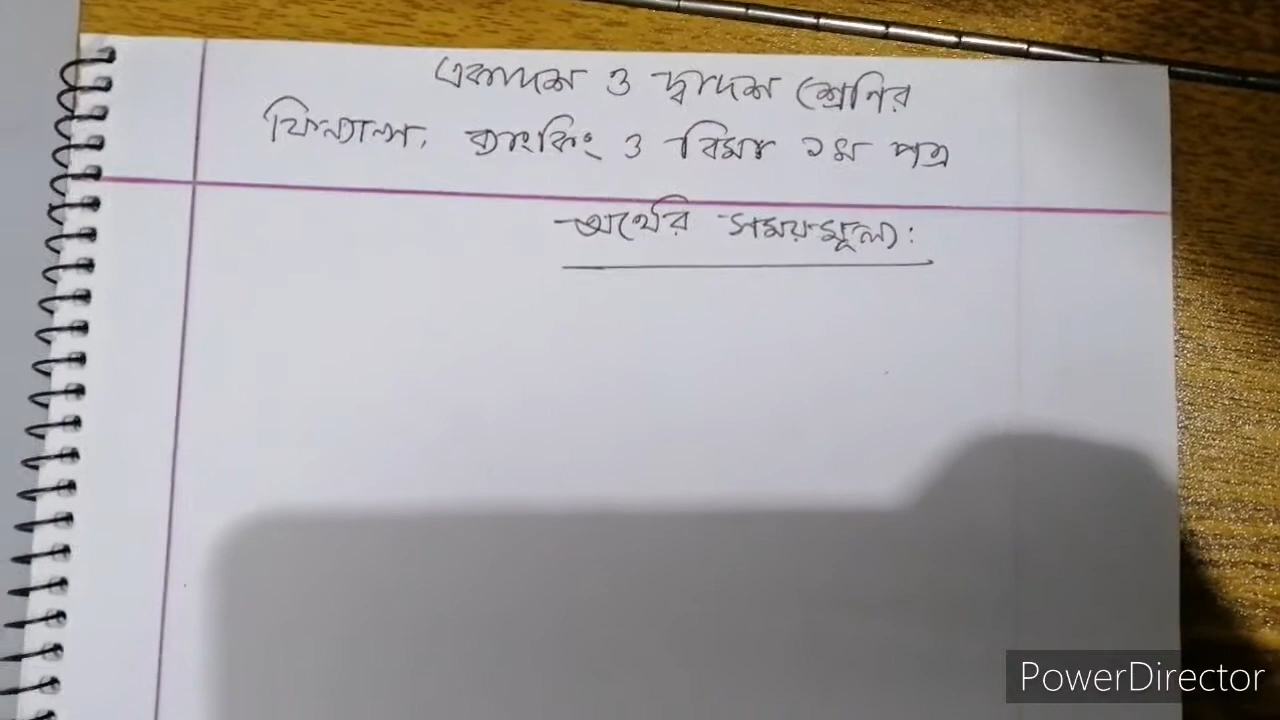 একাদশ ও দ্বাদশ শ্রেণির
ফিন্যান্স, ব্যাংকিং ও বিমা ১ম পত্র
অর্থের সময়মূল্য:
PowerDirector